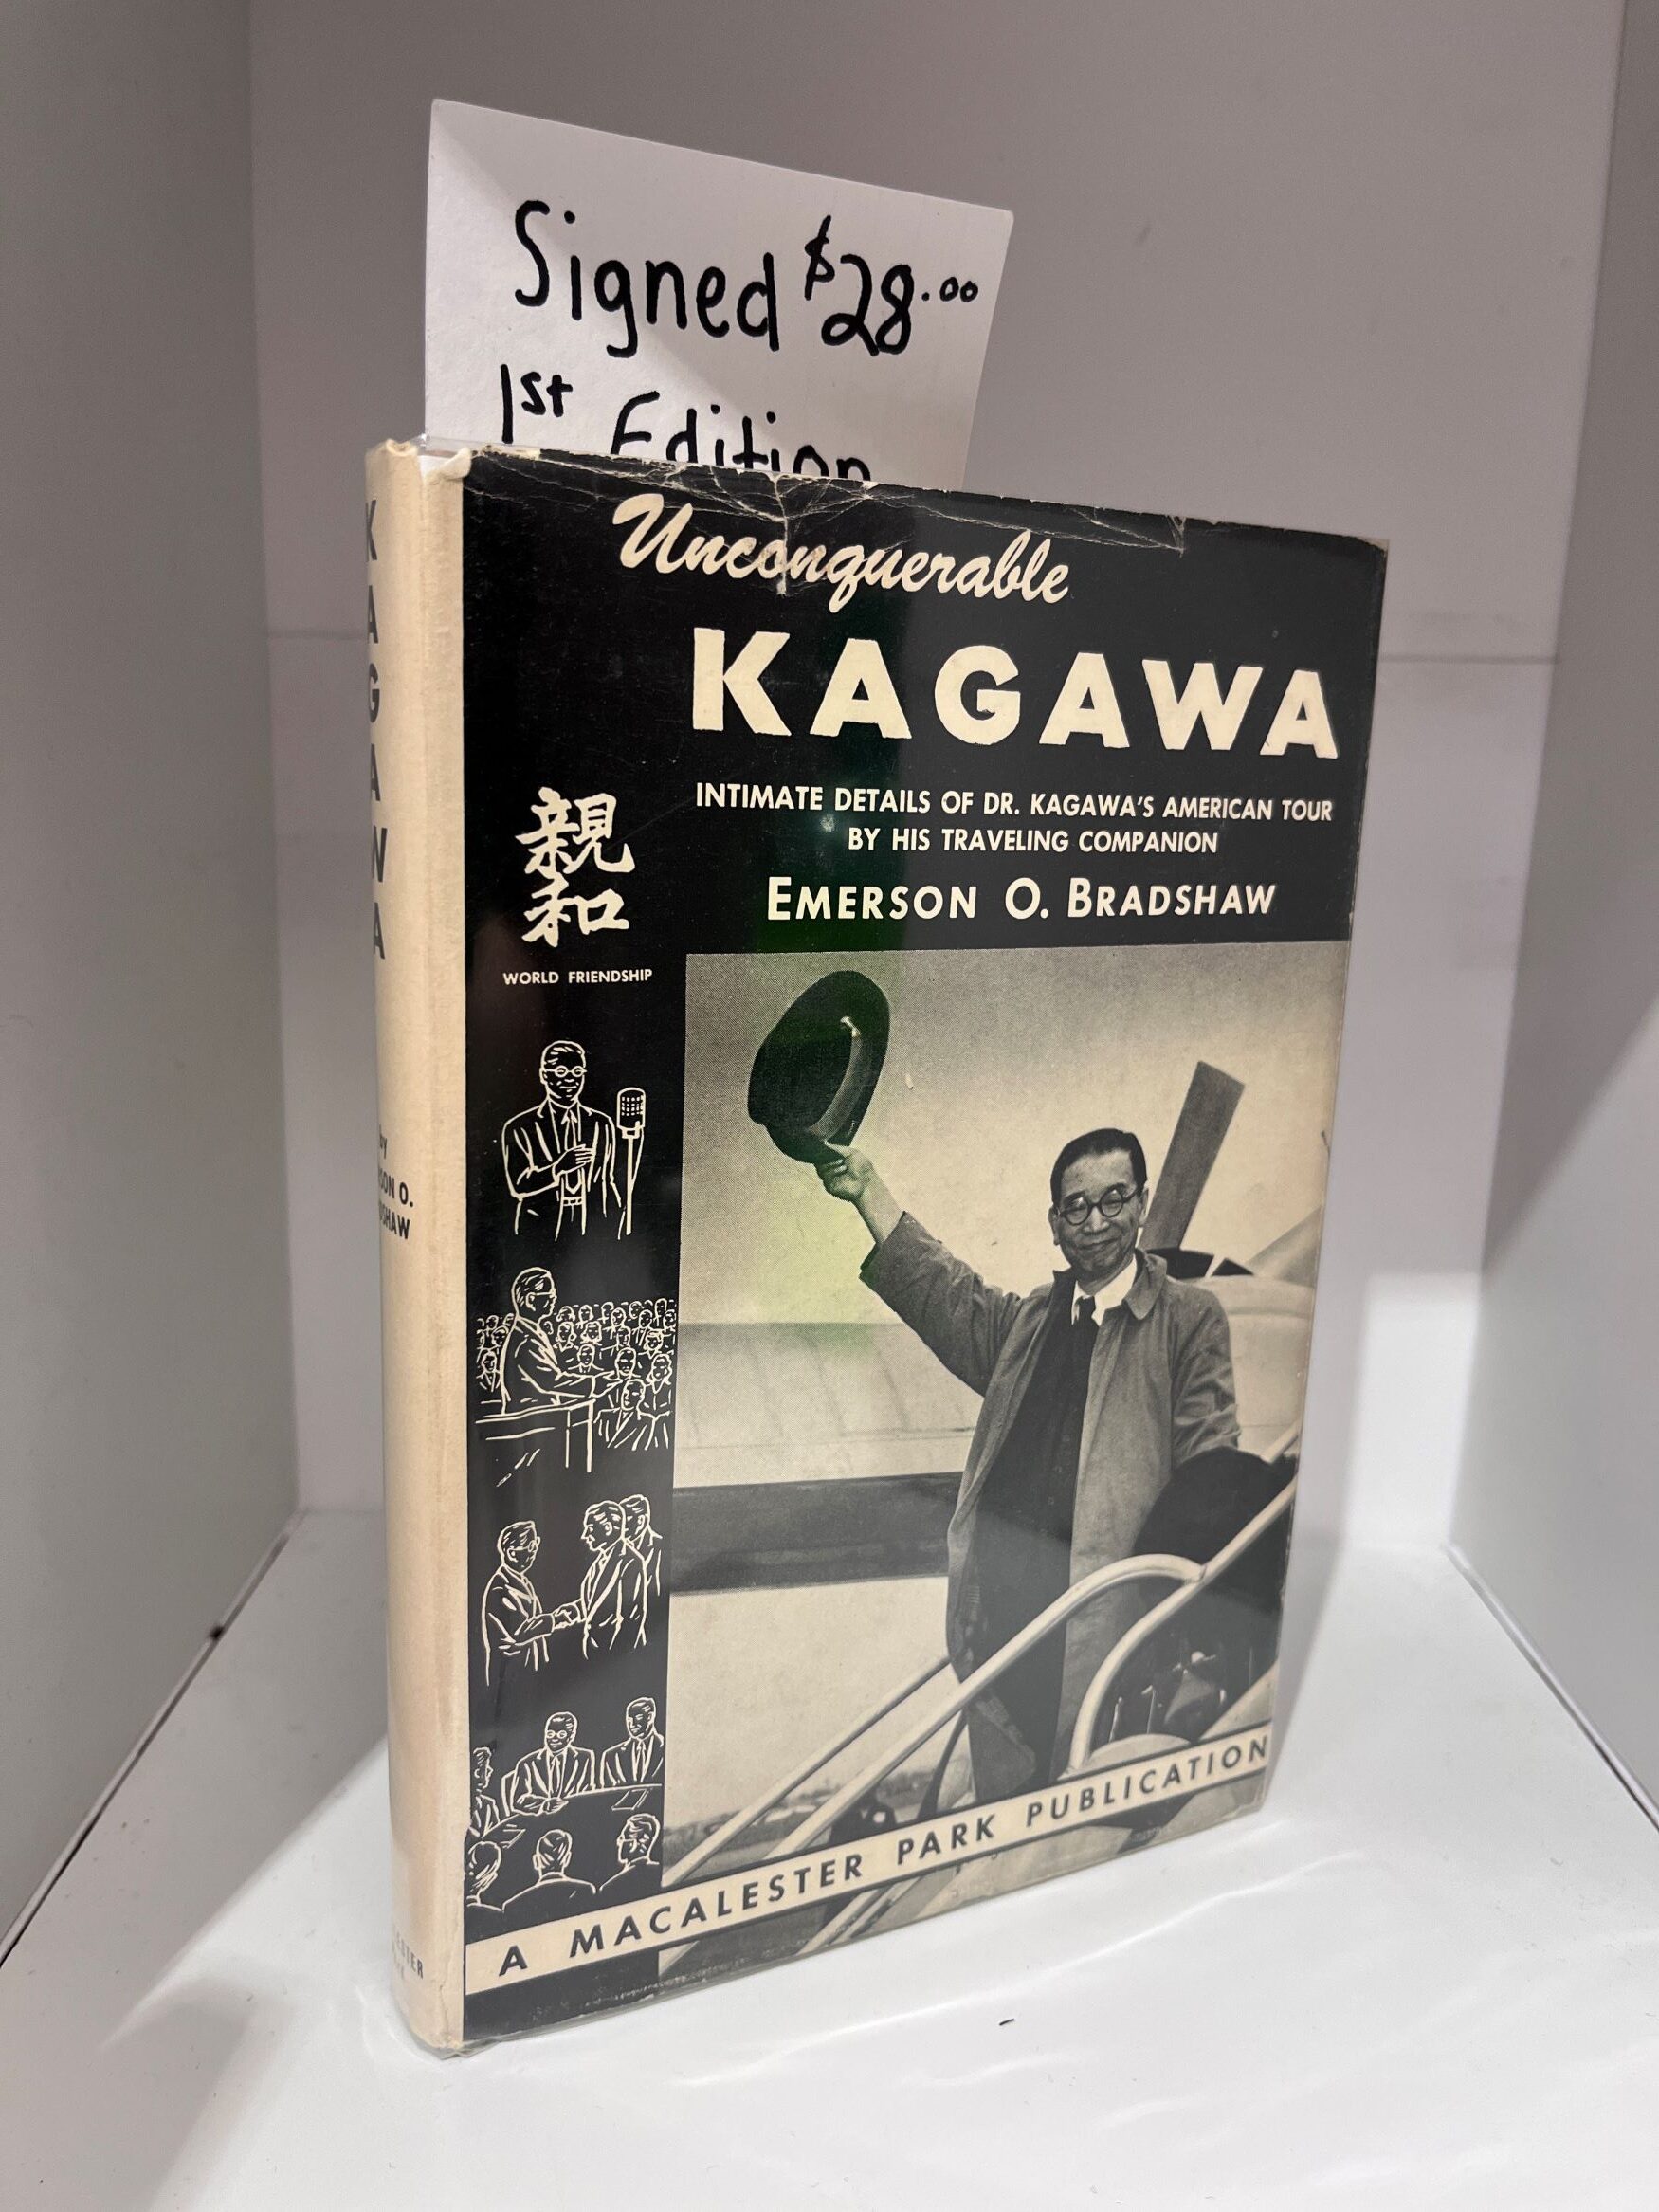 Signed $28.00
1st Edition
Unconquerable
KAGAWA
INTIMATE DETAILS OF DR. KAGAWA'S AMERICAN TOUR
BY HIS TRAVELING COMPANION
EMERSON O. BRADSHAW
親
和
WORLD FRIENDSHIP
A MACALESTER PARK PUBLICATION
KAGAWA
by
O.